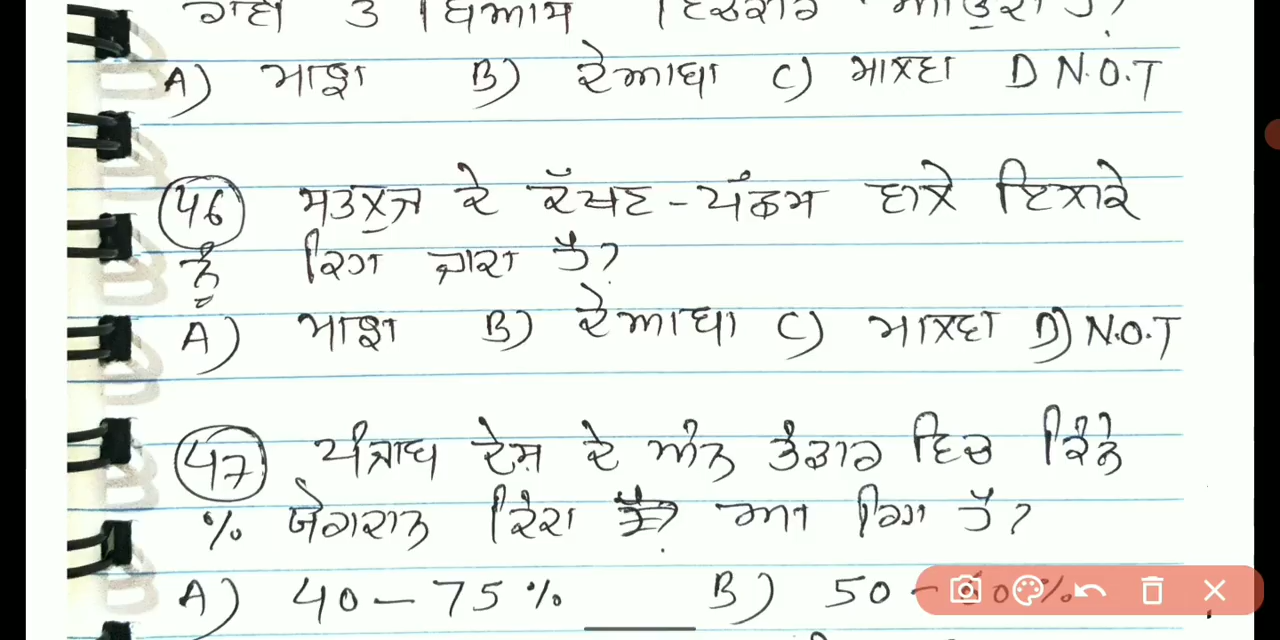 A) ਮਾਝਾ B) ਦੋਆਬਾ C) ਮਾਲਵਾ D N.O.T
46 ਸਤਲੁਜ ਦੇ ਦੱਖਣ - ਪੱਛਮ ਵਾਲੇ ਇਲਾਕੇ
ਨੂੰ ਕਿਹਾ ਜਾਂਦਾ ਹੈ?
A) ਮਾਝਾ B) ਦੋਆਬਾ C) ਮਾਲਵਾ D) N.O.T
47 ਪੰਜਾਬ ਦੇਸ਼ ਦੇ ਅੰਨ ਭੰਡਾਰ ਵਿਚ ਕਿੰਨੇ
% ਯੋਗਦਾਨ ਦਿੰਦਾ ਆ ਰਿਹਾ ਹੈ?
A) 40 - 75 % B) 50 -